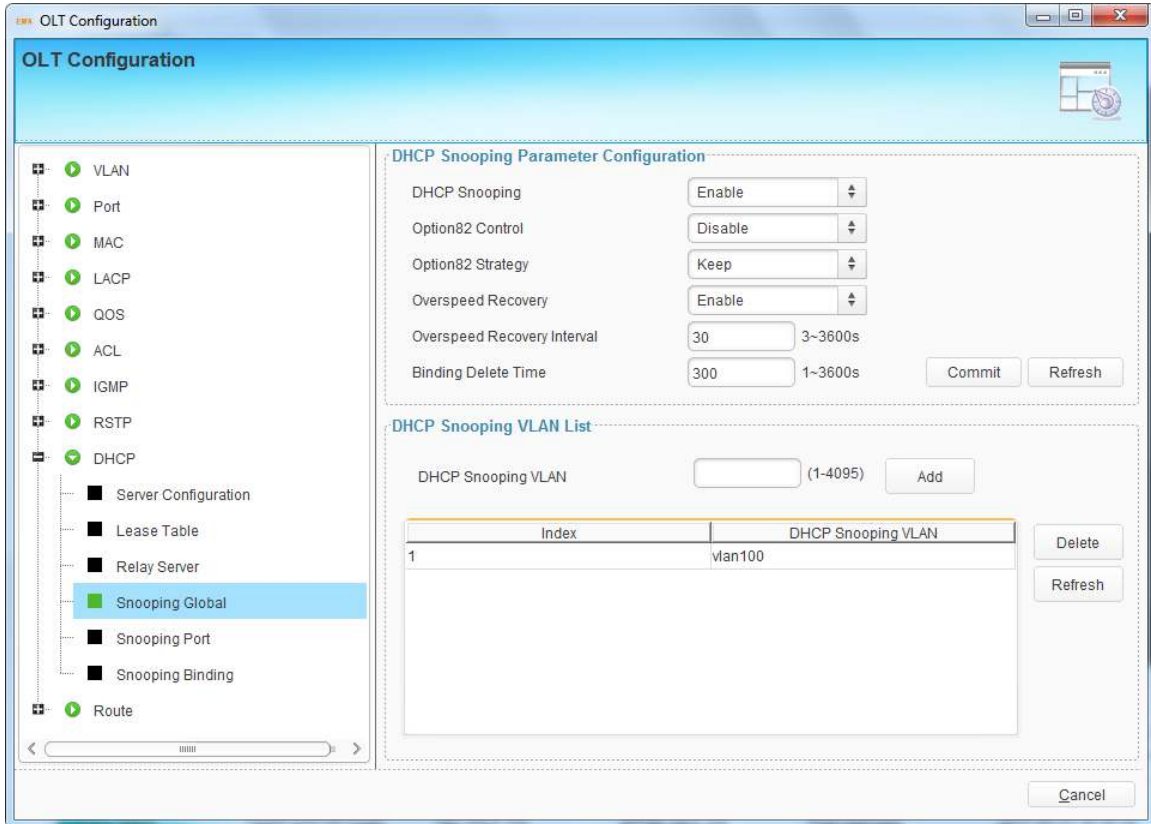 EMS OLT Configuration
OLT Configuration
VLAN
Port
MAC
LACP
QOS
ACL
IGMP
RSTP
DHCP
Server Configuration
Lease Table
Relay Server
Snooping Global
Snooping Port
Snooping Binding
Route
DHCP Snooping Parameter Configuration
DHCP Snooping Enable
Option82 Control Disable
Option82 Strategy Keep
Overspeed Recovery Enable
Overspeed Recovery Interval 30 3~3600s
Binding Delete Time 300 1~3600s Commit Refresh
DHCP Snooping VLAN List
DHCP Snooping VLAN (1-4095) Add
Index DHCP Snooping VLAN
1 vlan100
Delete
Refresh
Cancel